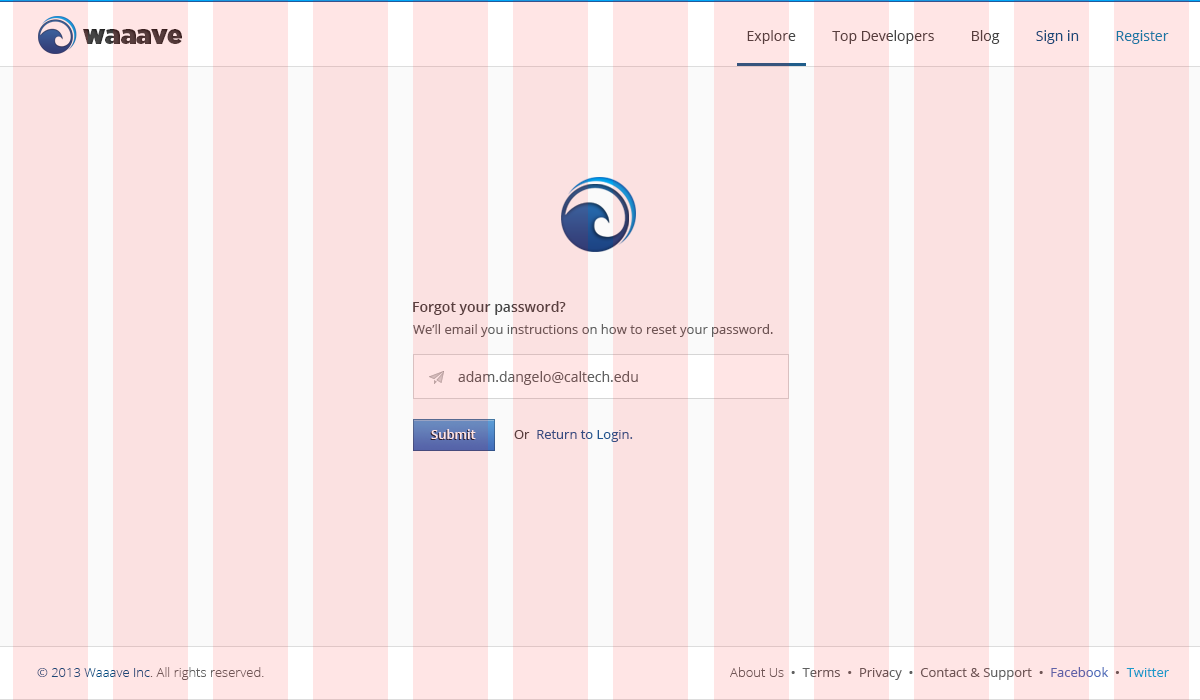 waaave Explore Top Developers Blog Sign in Register
Forgot your password?
We'll email you instructions on how to reset your password.
adam.dangelo@caltech.edu
Submit Or Return to Login.
© 2013 Waaave Inc. All rights reserved. About Us • Terms • Privacy • Contact & Support • Facebook • Twitter